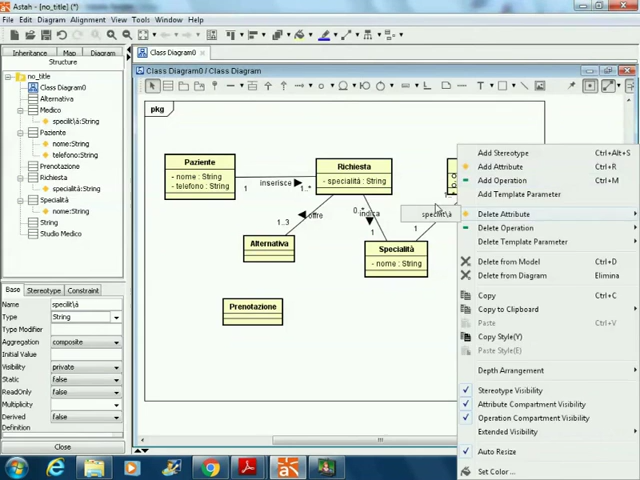 Astah - [no_title (*)]
File Edit Diagram Alignment View Tools Window Help
Inheritance Map Diagram
Structure
no_title
Class Diagram0
Alternativa
Medico
specilit\á:String
Paziente
nome:String
telefono:String
Prenotazione
Richiesta
specialitá:String
Specialitá
nome:String
String
Studio Medico
Base Stereotype Constraint
Name specilit\á
Type String
Type Modifier
Aggregation composite
Initial Value
Visibility private
Static false
ReadOnly false
Multiplicity
Derived false
Definition
Close
Class Diagram0
Class Diagram0 / Class Diagram
pkg
Paziente
- nome : String
- telefono : String
inserisce
1
1..*
Richiesta
- specialitá : String
1..3
offre
0..*
indica
1
Alternativa
Specialitá
- nome : String
1
Prenotazione
specilit\á
Add Stereotype Ctrl+Alt+S
Add Attribute Ctrl+R
Add Operation Ctrl+M
Add Template Parameter
Delete Attribute
Delete Operation
Delete Template Parameter
Delete from Model Ctrl+D
Delete from Diagram Elimina
Copy Ctrl+C
Copy to Clipboard
Paste Ctrl+V
Copy Style(Y)
Paste Style(E)
Depth Arrangement
Stereotype Visibility
Attribute Compartment Visibility
Operation Compartment Visibility
Extended Visibility
Auto Resize
Set Color ...